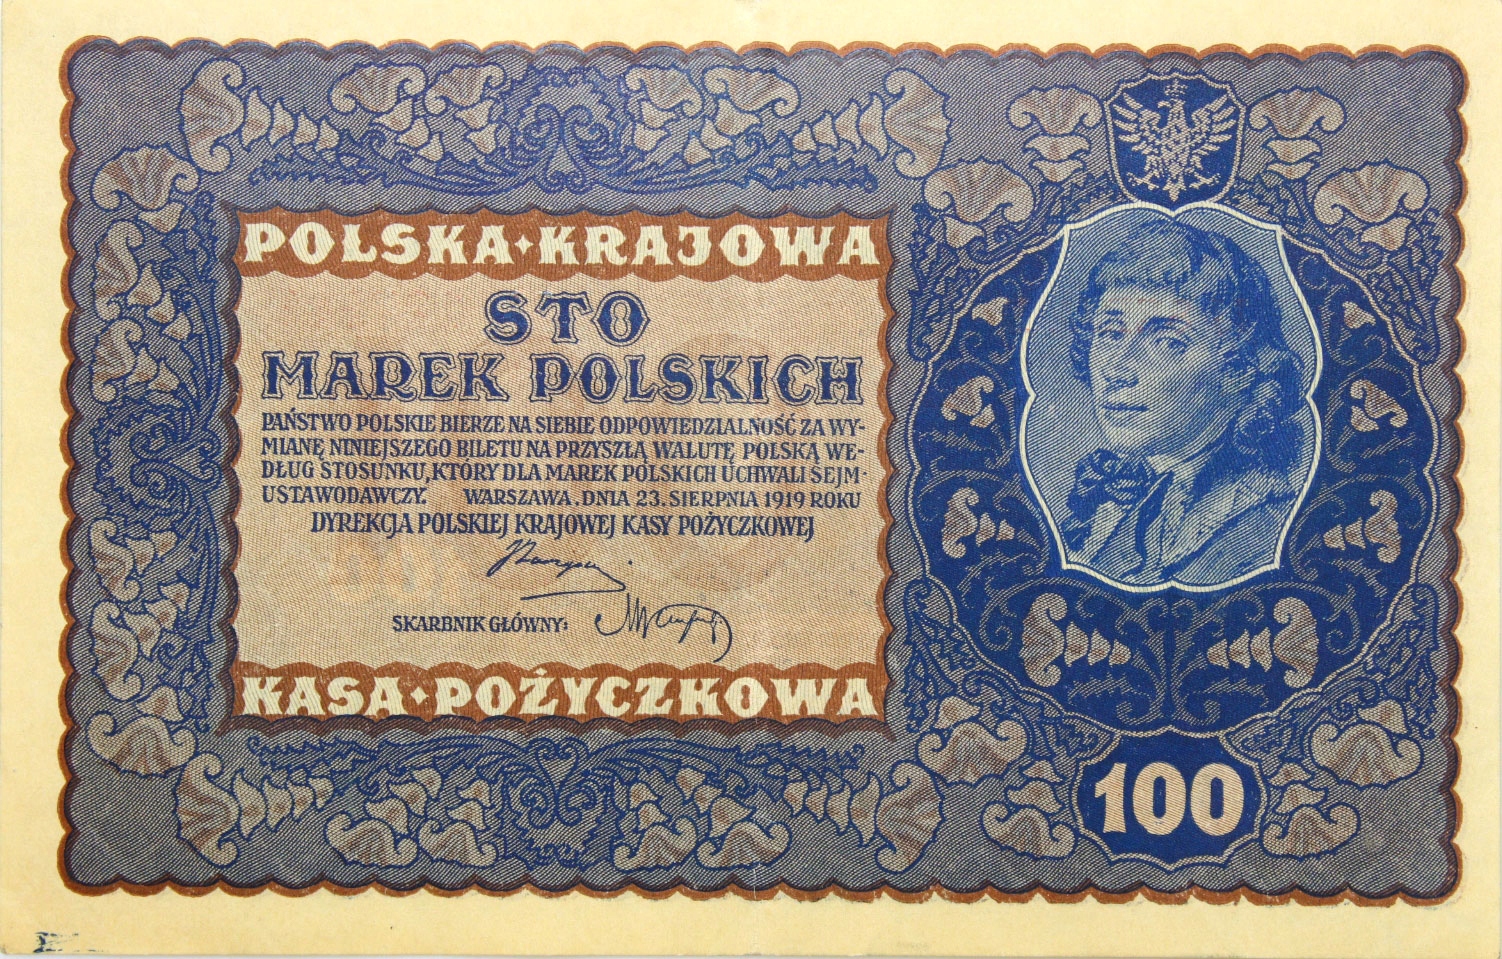 POLSKA • KRAJOWA
STO
MAREK POLSKICH
PAŃSTWO POLSKIE BIERZE NA SIEBIE ODPOWIEDZIALNOŚĆ ZA WY-
MIANĘ NINIEJSZEGO BILETU NA PRZYSZŁĄ WALUTĘ POLSKĄ WE-
DŁUG STOSUNKU, KTÓRY DLA MAREK POLSKICH UCHWALI SEJM-
USTAWODAWCZY. WARSZAWA. DNIA 23. SIERPNIA 1919 ROKU
DYREKCJA POLSKIEJ KRAJOWEJ KASY POŻYCZKOWEJ
SKARBNIK GŁÓWNY:
KASA • POŻYCZKOWA
100